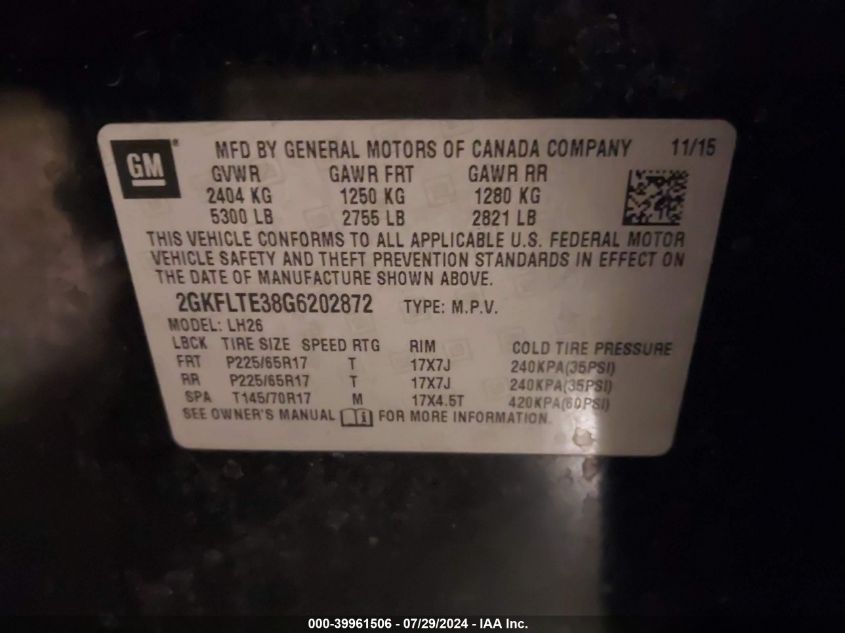 GM
MFD BY GENERAL MOTORS OF CANADA COMPANY 11/15
GVWR GAWR FRT GAWR RR
2404 KG 1250 KG 1280 KG
5300 LB 2755 LB 2821 LB
THIS VEHICLE CONFORMS TO ALL APPLICABLE U.S. FEDERAL MOTOR
VEHICLE SAFETY AND THEFT PREVENTION STANDARDS IN EFFECT ON
THE DATE OF MANUFACTURE SHOWN ABOVE.
2GKFLTE38G6202872 TYPE: M.P.V.
MODEL: LH26
LBCK TIRE SIZE SPEED RTG RIM COLD TIRE PRESSURE
FRT P225/65R17 T 17X7J 240KPA(35PSI)
RR P225/65R17 T 17X7J 240KPA(35PSI)
SPA T145/70R17 M 17X4.5T 420KPA(60PSI)
SEE OWNER'S MANUAL FOR MORE INFORMATION.
000-39961506 - 07/29/2024 - IAA Inc.